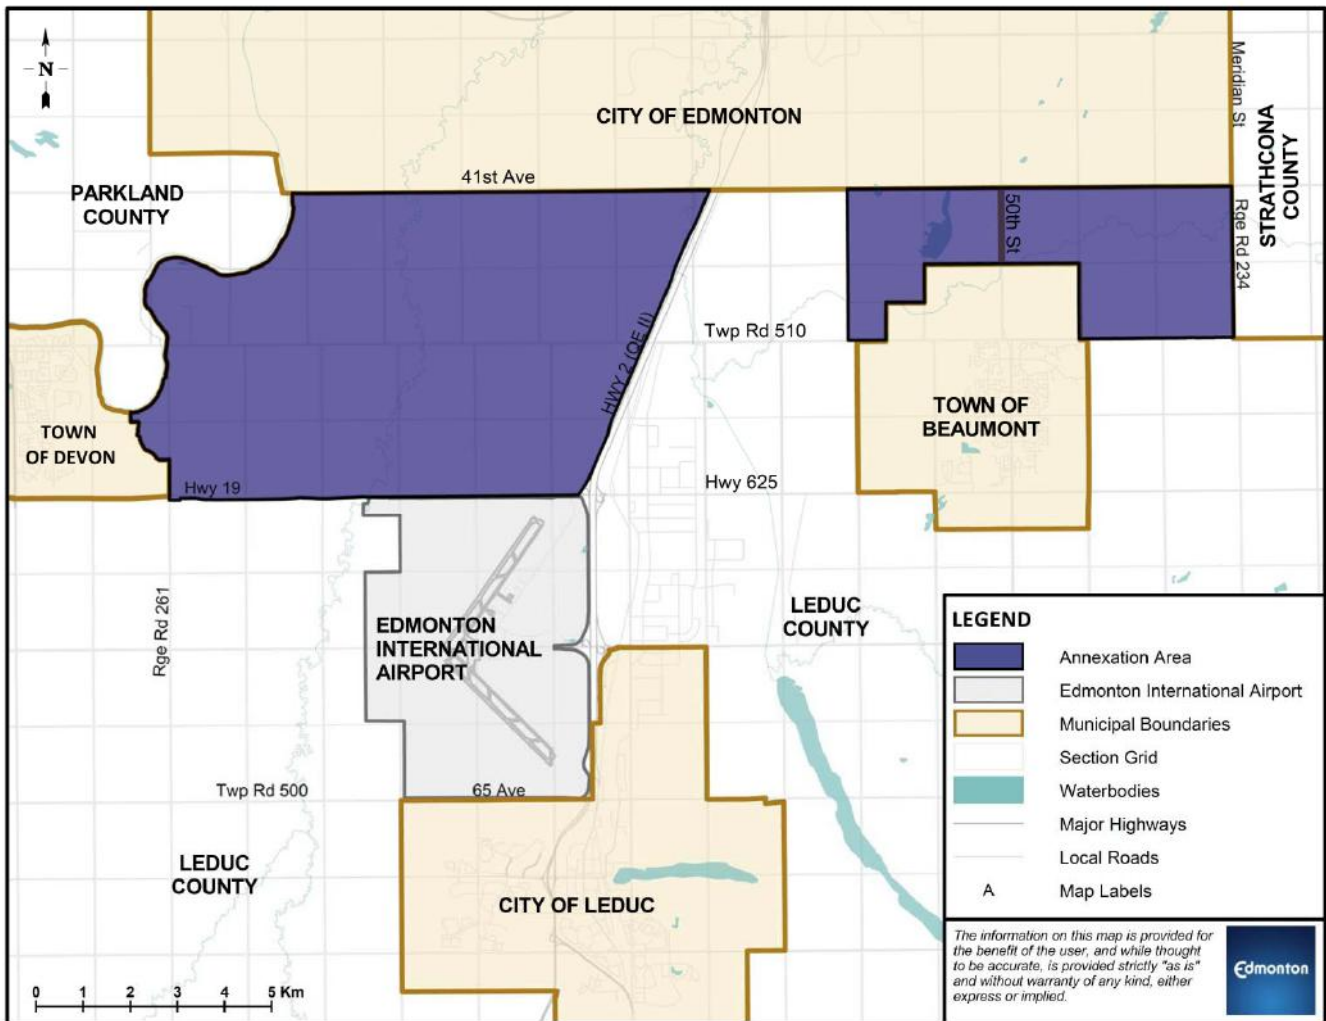 N
CITY OF EDMONTON
Meridian St
STRATHCONA
COUNTY
41st Ave
PARKLAND
COUNTY
50th St
Rge Rd 234
HWY 2 (QE II)
Twp Rd 510
TOWN
OF DEVON
TOWN OF
BEAUMONT
Hwy 19
Hwy 625
Rge Rd 261
EDMONTON
INTERNATIONAL
AIRPORT
LEDUC
COUNTY
Twp Rd 500
65 Ave
LEDUC
COUNTY
CITY OF LEDUC
0 1 2 3 4 5 Km
LEGEND
Annexation Area
Edmonton International Airport
Municipal Boundaries
Section Grid
Waterbodies
Major Highways
Local Roads
A Map Labels
The information on this map is provided for
the benefit of the user, and while thought
to be accurate, is provided strictly "as is"
and without warranty of any kind, either
express or implied.
Edmonton